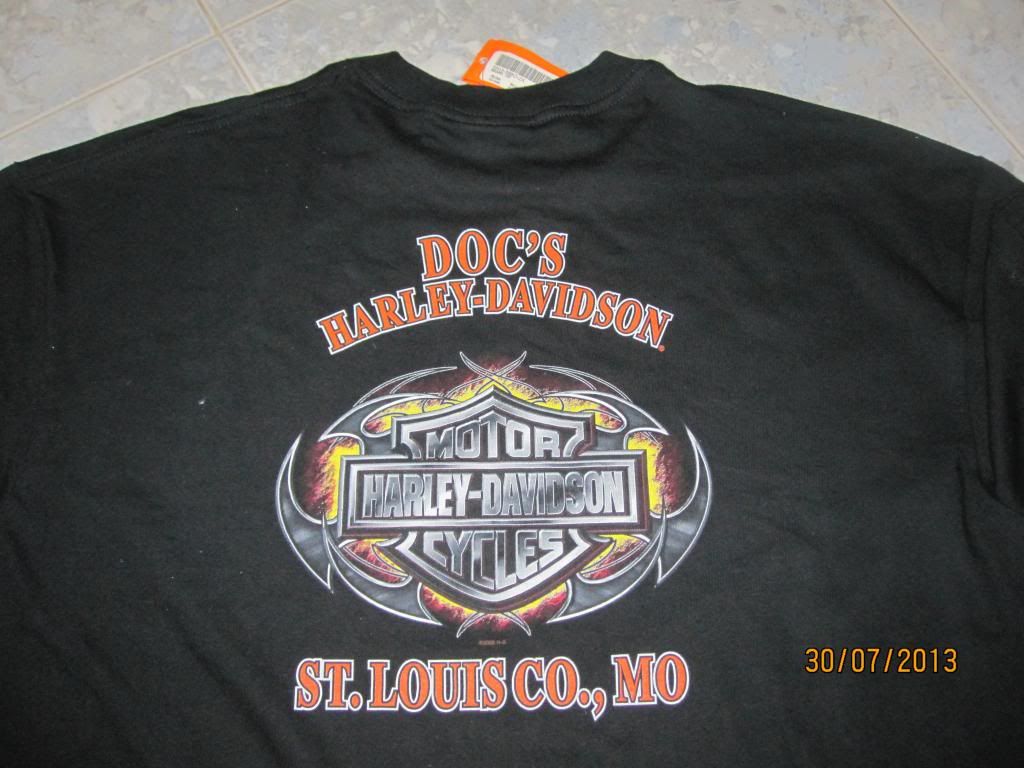 DOC'S
HARLEY-DAVIDSON
MOTOR
HARLEY-DAVIDSON
CYCLES
ST. LOUIS CO., MO
30/07/2013